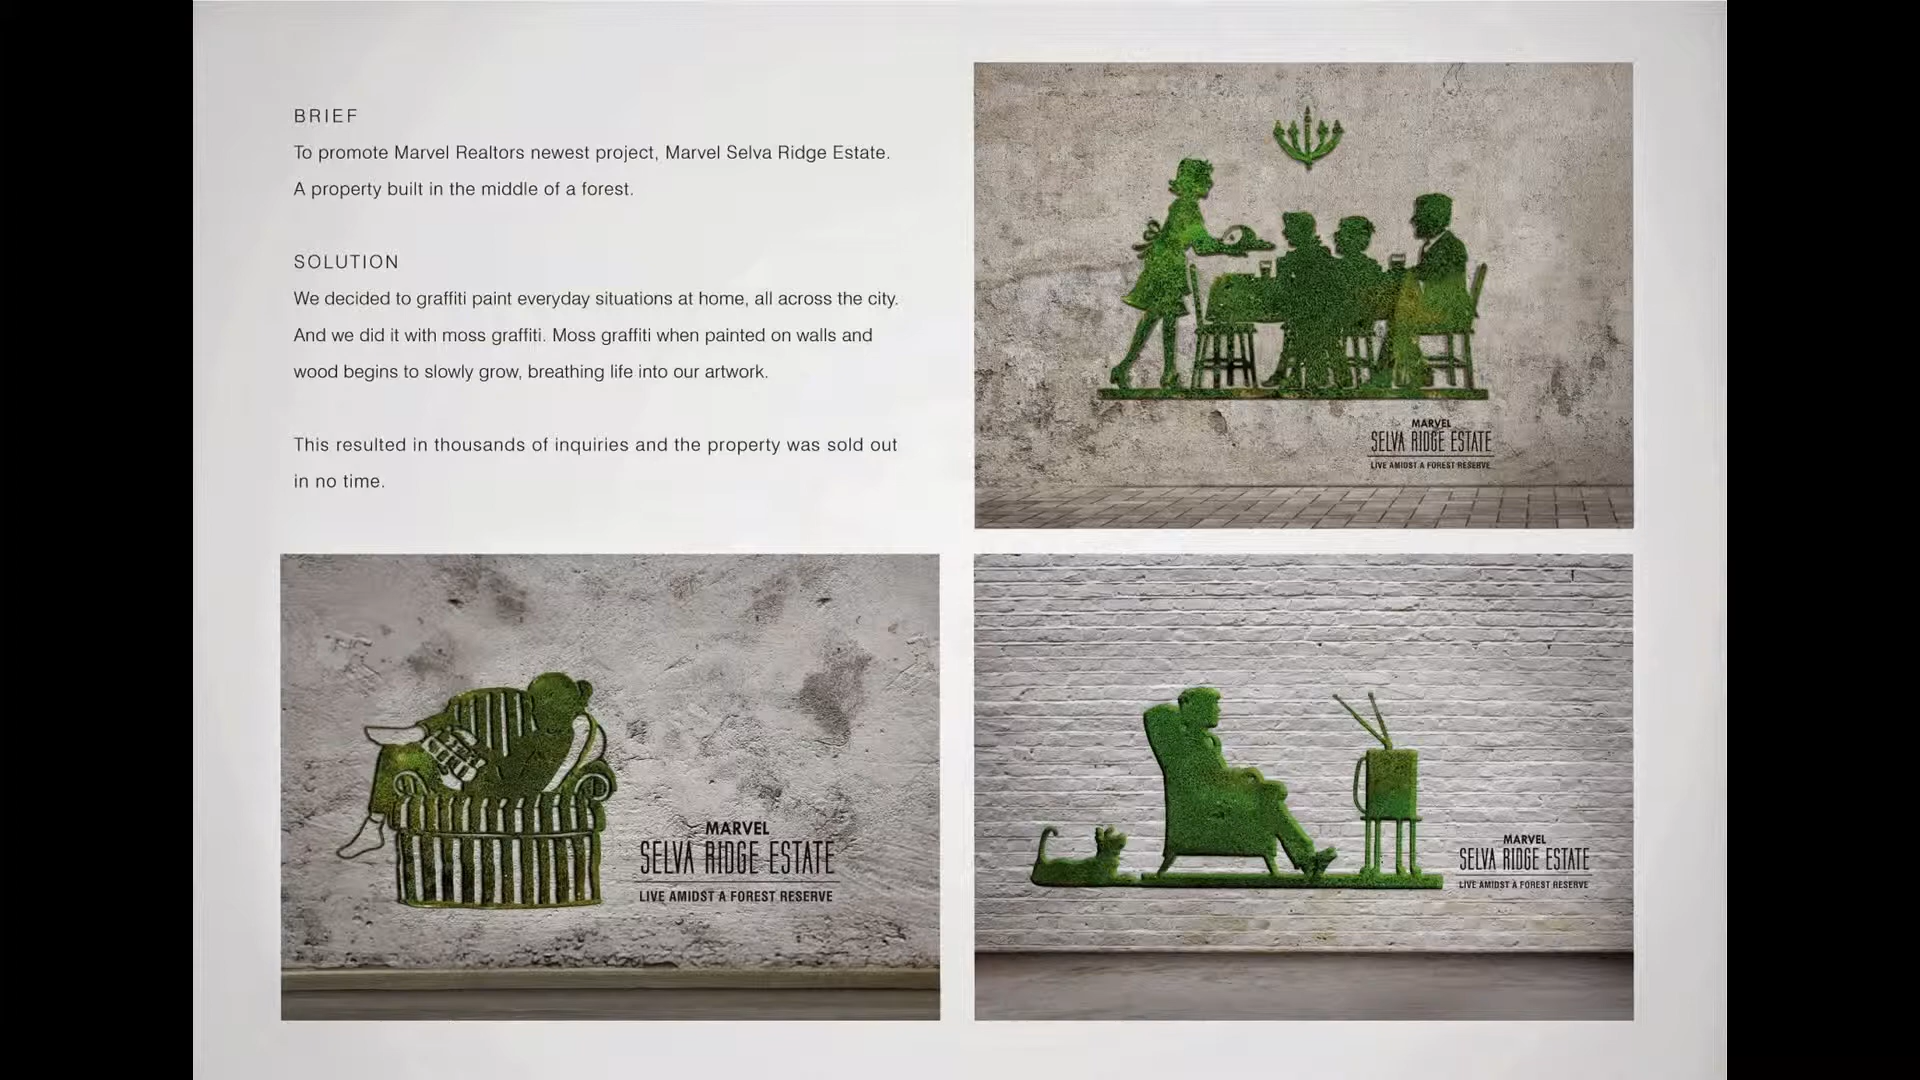 BRIEF
To promote Marvel Realtors newest project, Marvel Selva Ridge Estate.
A property built in the middle of a forest.
SOLUTION
We decided to graffiti paint everyday situations at home, all across the city.
And we did it with moss graffiti. Moss graffiti when painted on walls and
wood begins to slowly grow, breathing life into our artwork.
This resulted in thousands of inquiries and the property was sold out
in no time.
MARVEL
SELVA RIDGE ESTATE
LIVE AMIDST A FOREST RESERVE
MARVEL
SELVA RIDGE ESTATE
LIVE AMIDST A FOREST RESERVE
MARVEL
SELVA RIDGE ESTATE
LIVE AMIDST A FOREST RESERVE